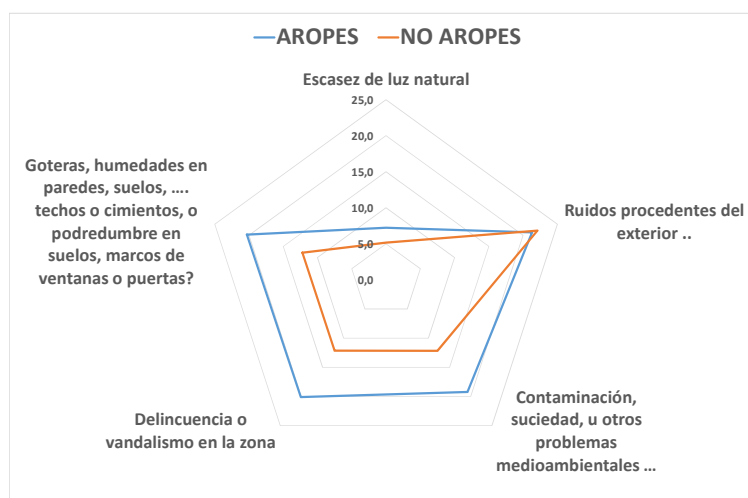 AROPES NO AROPES
Escasez de luz natural
25,0
20,0
15,0
10,0
5,0
0,0
Ruidos procedentes del
exterior ..
Contaminación,
suciedad, u otros
problemas
medioambientales ...
Delincuencia o
vandalismo en la zona
Goteras, humedades en
paredes, suelos, ....
techos o cimientos, o
podredumbre en
suelos, marcos de
ventanas o puertas?